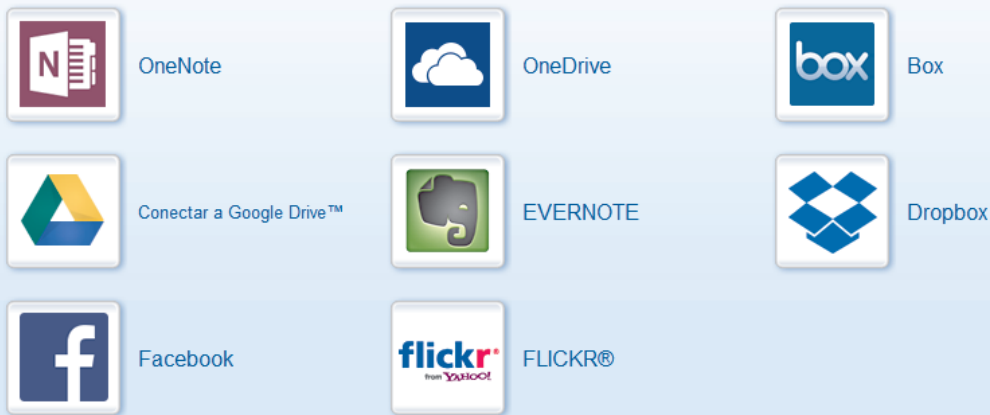 N
OneNote
OneDrive
box
Box
Conectar a Google Drive™
EVERNOTE
Dropbox
f
Facebook
flickr
from YAHOO!
FLICKR®